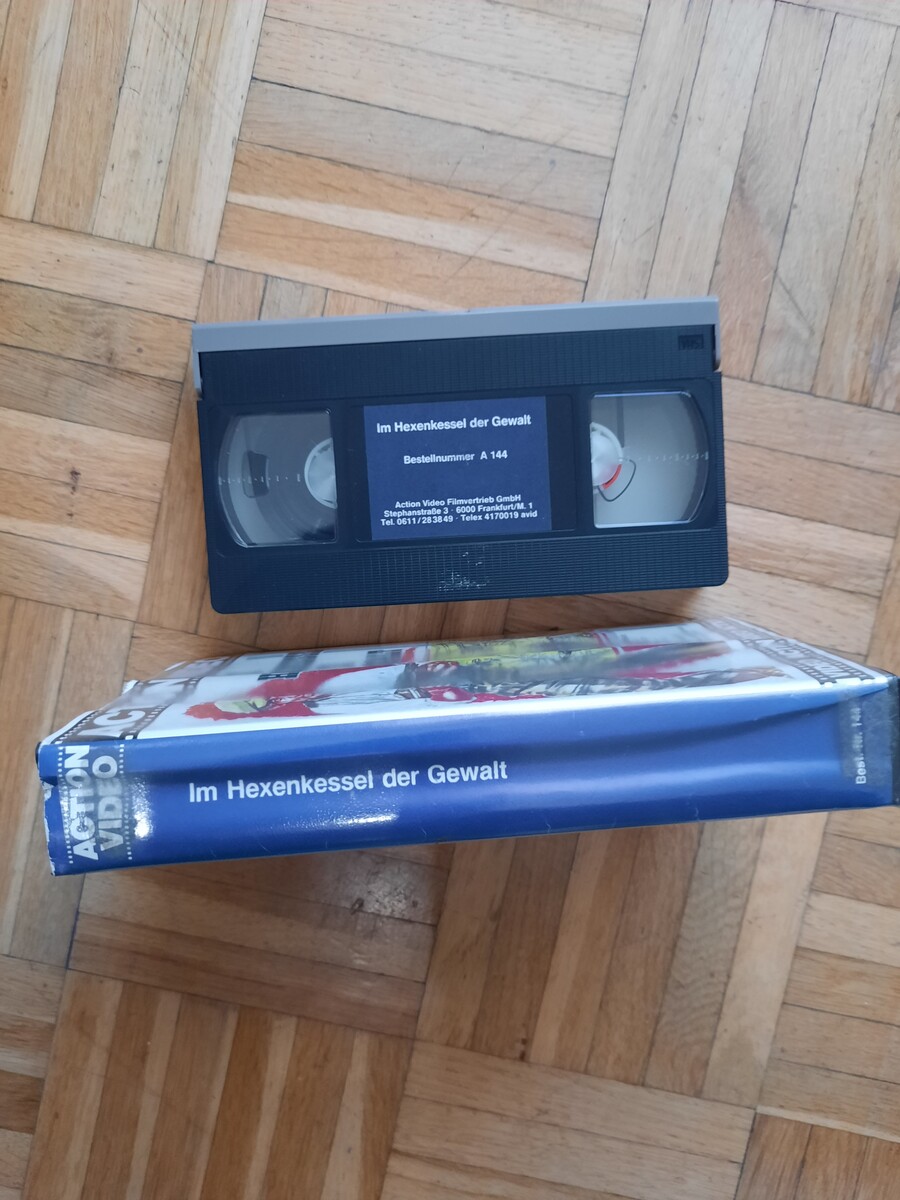 Im Hexenkessel der Gewalt
Bestellnummer A 144
Action Video Filmvertrieb GmbH
Stephanstraße 3 · 6000 Frankfurt/M. 1
Tel. 0611/283849 · Telex 4170019 avid
ACTION
VIDEO
Im Hexenkessel der Gewalt
Best.-Nr. 144